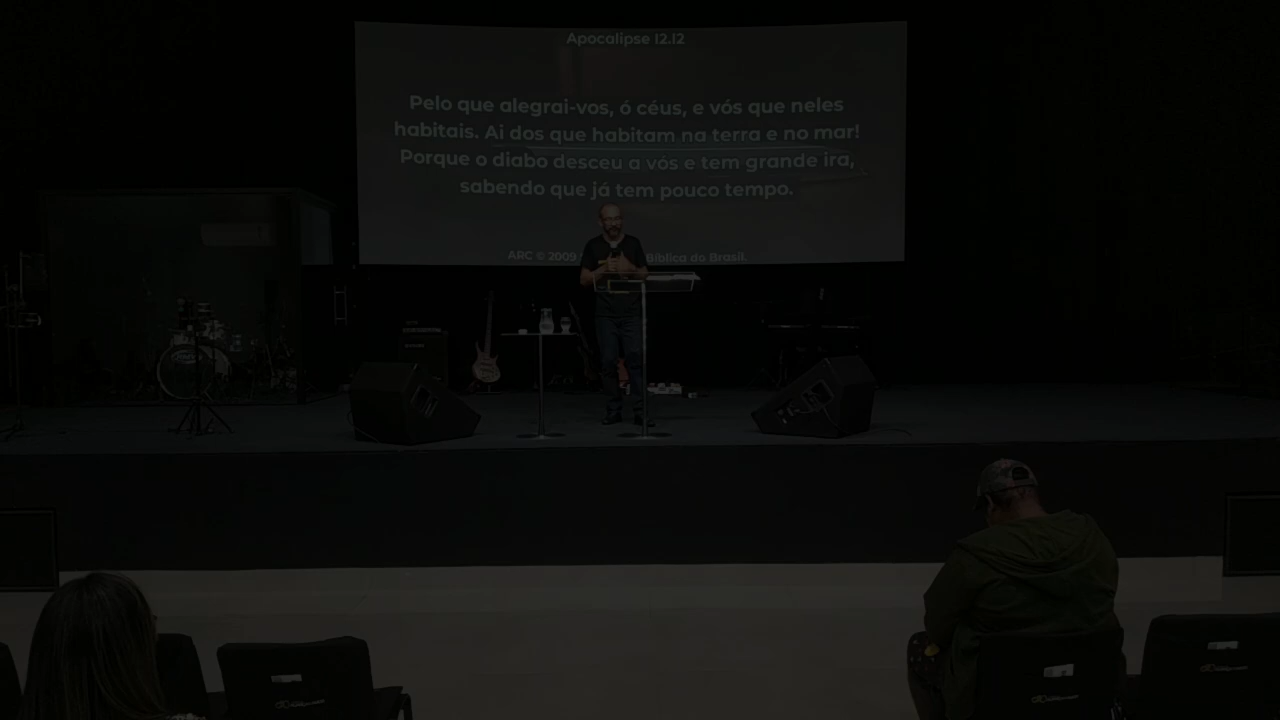 Apocalipse 12.12
Pelo que alegrai-vos, ó céus, e vós que neles
habitais. Ai dos que habitam na terra e no mar!
Porque o diabo desceu a vós e tem grande ira,
sabendo que já tem pouco tempo.
ARC © 2009 Bíblica do Brasil.